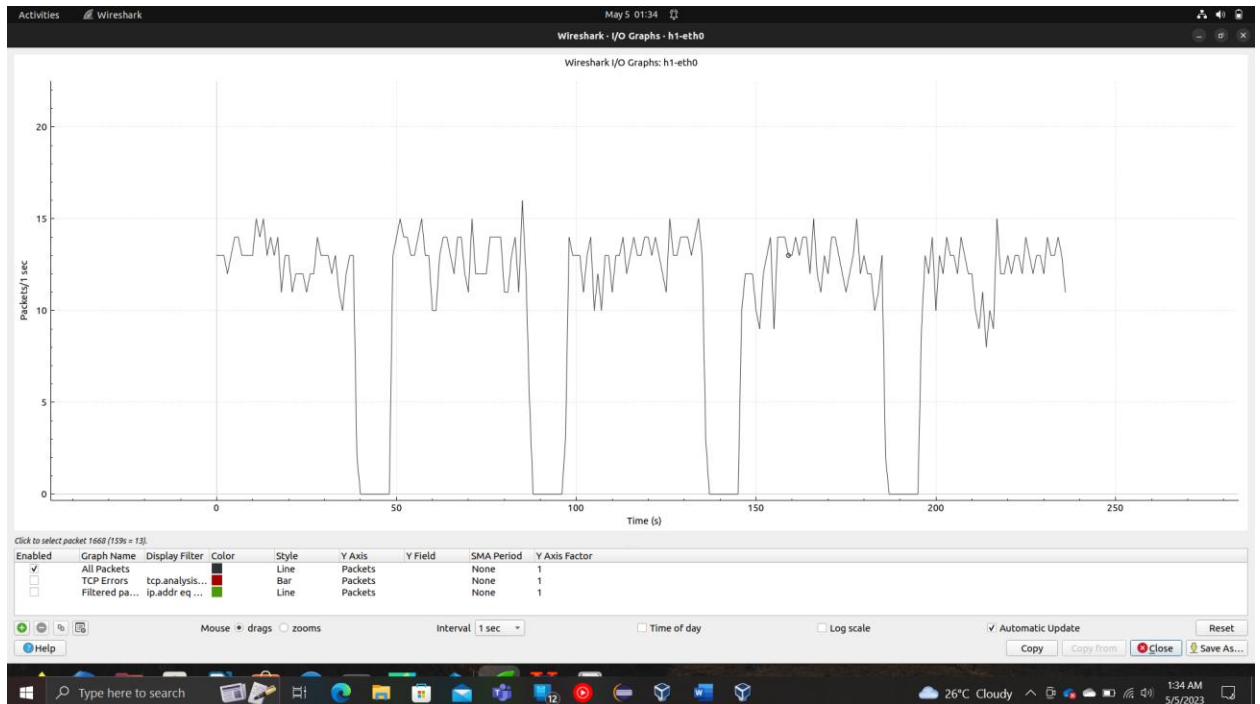 Activities Wireshark May 5 01:34
Wireshark · I/O Graphs · h1-eth0
Wireshark I/O Graphs: h1-eth0
20
15
10
5
0
Packets/1 sec
0 50 100 150 200 250
Time (s)
Click to select packet 1668 (159s = 13).
Enabled Graph Name Display Filter Color Style Y Axis Y Field SMA Period Y Axis Factor
All Packets Line Packets None 1
TCP Errors tcp.analysis... Bar Packets None 1
Filtered pa... ip.addr eq ... Line Packets None 1
Mouse drags zooms Interval 1 sec Time of day Log scale Automatic Update Reset
Help Copy Copy from Close Save As...
Type here to search 12 26°C Cloudy 1:34 AM
5/5/2023